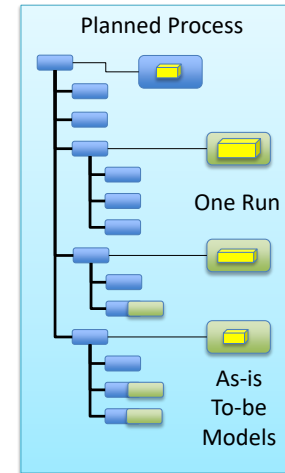 Planned Process
One Run
As-is
To-be
Models